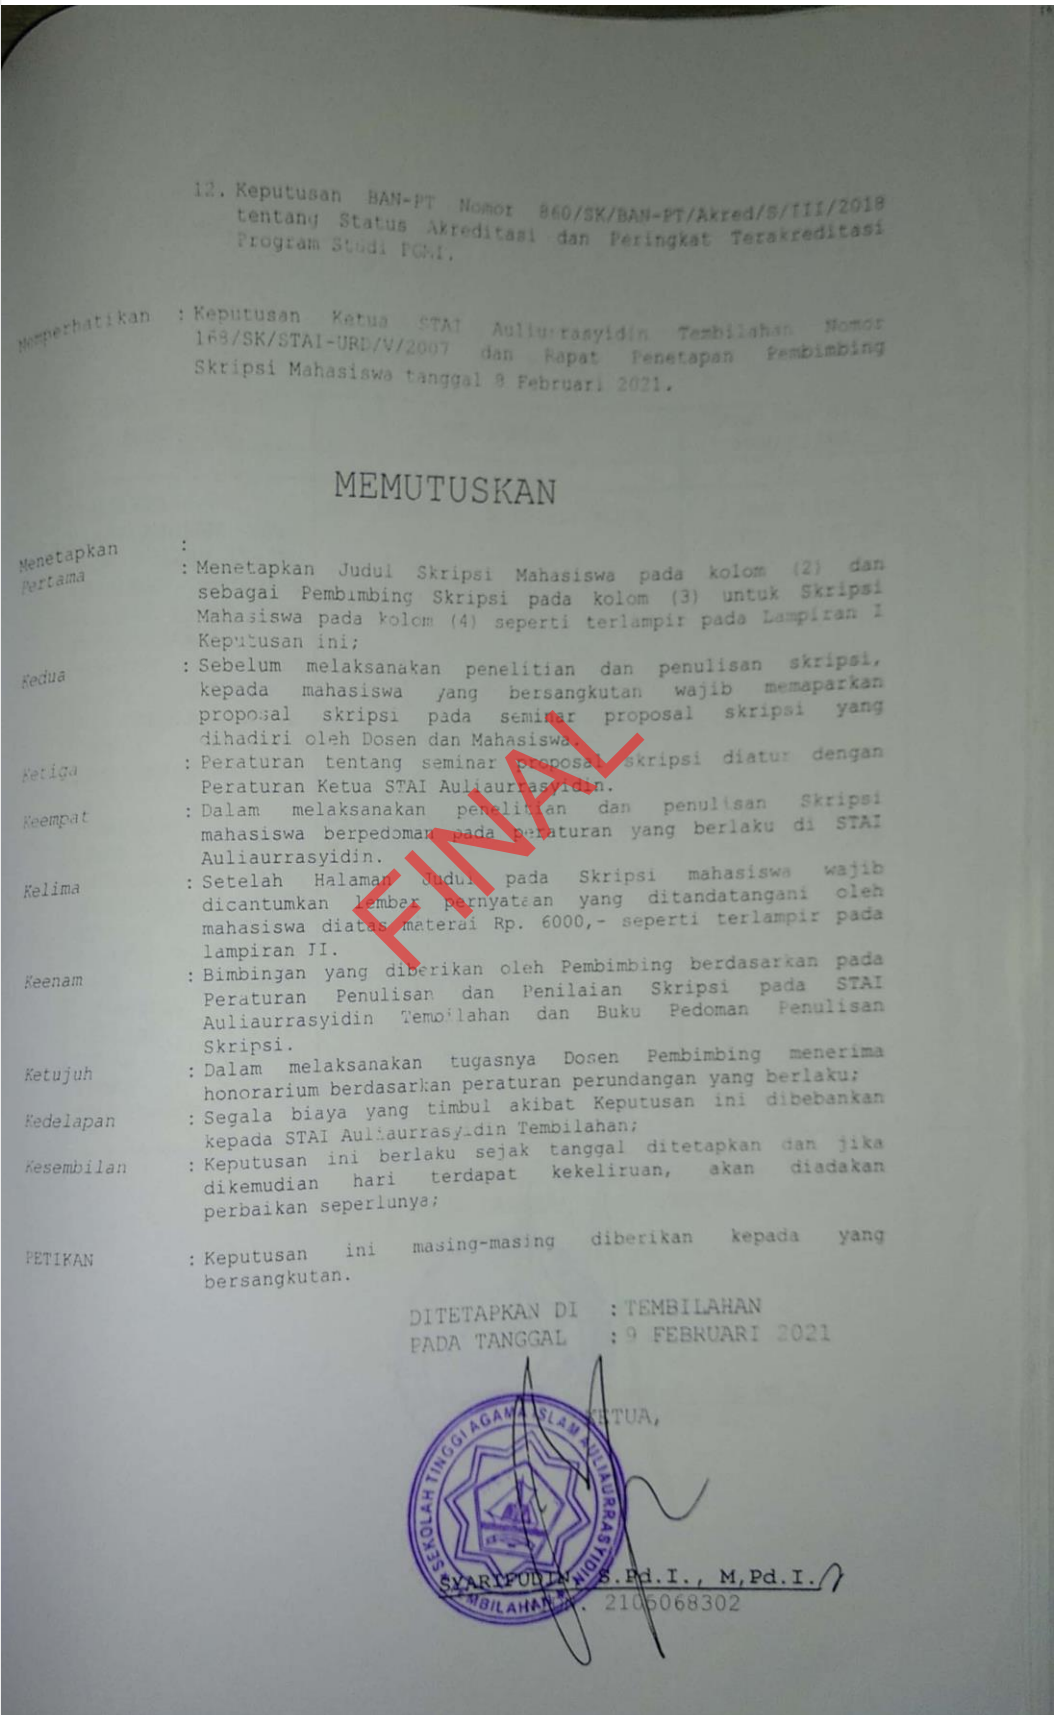 12. Keputusan BAN-PT Nomor 860/SK/BAN-PT/Akred/S/III/2018
tentang Status Akreditasi dan Peringkat Terakreditasi
Program Studi PGMI.
Memperhatikan : Keputusan Ketua STAI Auliaurrasyidin Tembilahan Nomor
168/SK/STAI-URD/V/2007 dan Rapat Penetapan Pembimbing
Skripsi Mahasiswa tanggal Februari 2021.
MEMUTUSKAN
Menetapkan :
Pertama : Menetapkan Judul Skripsi Mahasiswa pada kolom (2) dan
sebagai Pembimbing Skripsi pada kolom (3) untuk Skripsi
Mahasiswa pada kolom (4) seperti terlampir pada Lampiran I
Keputusan ini;
Kedua : Sebelum melaksanakan penelitian dan penulisan skripsi,
kepada mahasiswa yang bersangkutan wajib memaparkan
proposal skripsi pada seminar proposal skripsi yang
dihadiri oleh Dosen dan Mahasiswa.
Ketiga : Peraturan tentang seminar proposal skripsi diatur dengan
Peraturan Ketua STAI Auliaurrasyidin.
Keempat : Dalam melaksanakan penelitian dan penulisan Skripsi
mahasiswa berpedoman pada peraturan yang berlaku di STAI
Auliaurrasyidin.
Kelima : Setelah Halaman Judul pada Skripsi mahasiswa wajib
dicantumkan lembar pernyataan yang ditandatangani oleh
mahasiswa diatas materai Rp. 6000,- seperti terlampir pada
lampiran II.
Keenam : Bimbingan yang diberikan oleh Pembimbing berdasarkan pada
Peraturan Penulisan dan Penilaian Skripsi pada STAI
Auliaurrasyidin Tembilahan dan Buku Pedoman Penulisan
Skripsi.
Ketujuh : Dalam melaksanakan tugasnya Dosen Pembimbing menerima
honorarium berdasarkan peraturan perundangan yang berlaku;
Kedelapan : Segala biaya yang timbul akibat Keputusan ini dibebankan
kepada STAI Auliaurrasyidin Tembilahan;
Kesembilan : Keputusan ini berlaku sejak tanggal ditetapkan dan jika
dikemudian hari terdapat kekeliruan, akan diadakan
perbaikan seperlunya;
PETIKAN : Keputusan ini masing-masing diberikan kepada yang
bersangkutan.
FINAL
DITETAPKAN DI : TEMBILAHAN
PADA TANGGAL : 9 FEBRUARI 2021
KETUA,
SEKOLAH TINGGI AGAMA ISLAM AULIAURRASYIDIN
TEMBILAHAN
SYARIFUDIN, S.Pd.I., M,Pd.I.
2106068302